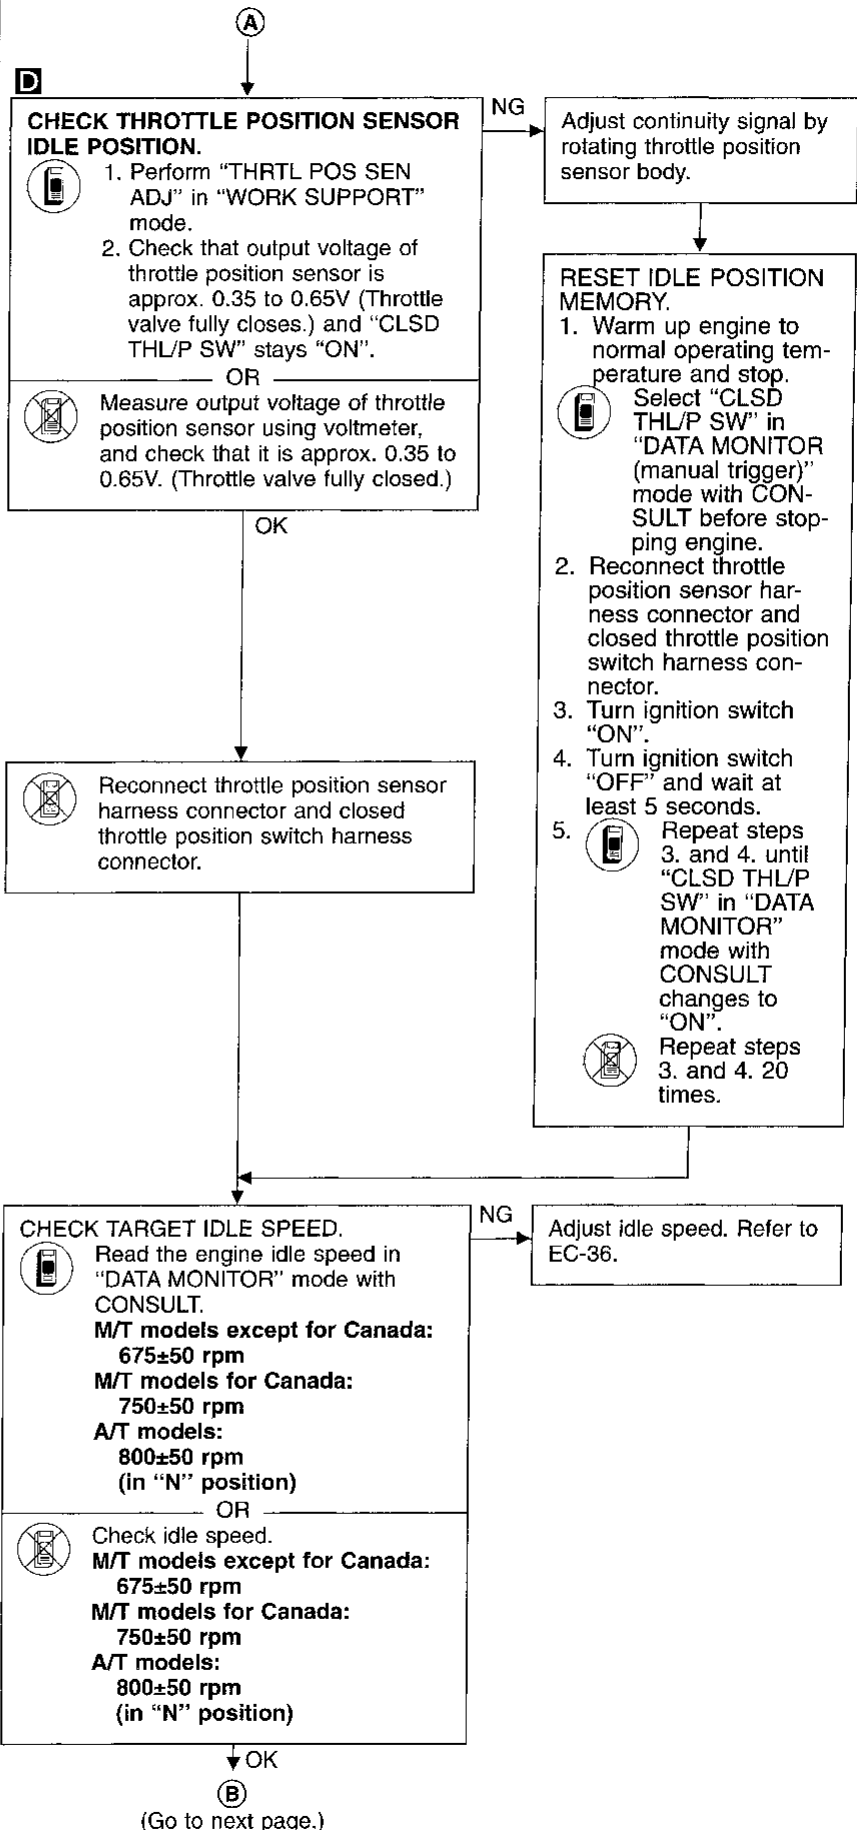 A
D
CHECK THROTTLE POSITION SENSOR
IDLE POSITION.
1. Perform “THRTL POS SEN
ADJ” in “WORK SUPPORT”
mode.
2. Check that output voltage of
throttle position sensor is
approx. 0.35 to 0.65V (Throttle
valve fully closes.) and “CLSD
THL/P SW” stays “ON”.
OR
Measure output voltage of throttle
position sensor using voltmeter,
and check that it is approx. 0.35 to
0.65V. (Throttle valve fully closed.)
NG
Adjust continuity signal by
rotating throttle position
sensor body.
RESET IDLE POSITION
MEMORY.
1. Warm up engine to
normal operating tem-
perature and stop.
Select “CLSD
THL/P SW” in
“DATA MONITOR
(manual trigger)”
mode with CON-
SULT before stop-
ping engine.
2. Reconnect throttle
position sensor har-
ness connector and
closed throttle position
switch harness con-
nector.
3. Turn ignition switch
“ON”.
4. Turn ignition switch
“OFF” and wait at
least 5 seconds.
5. Repeat steps
3. and 4. until
“CLSD THL/P
SW” in “DATA
MONITOR”
mode with
CONSULT
changes to
“ON”.
Repeat steps
3. and 4. 20
times.
OK
Reconnect throttle position sensor
harness connector and closed
throttle position switch harness
connector.
CHECK TARGET IDLE SPEED.
Read the engine idle speed in
“DATA MONITOR” mode with
CONSULT.
M/T models except for Canada:
675±50 rpm
M/T models for Canada:
750±50 rpm
A/T models:
800±50 rpm
(in “N” position)
OR
Check idle speed.
M/T models except for Canada:
675±50 rpm
M/T models for Canada:
750±50 rpm
A/T models:
800±50 rpm
(in “N” position)
NG
Adjust idle speed. Refer to
EC-36.
OK
B
(Go to next page.)